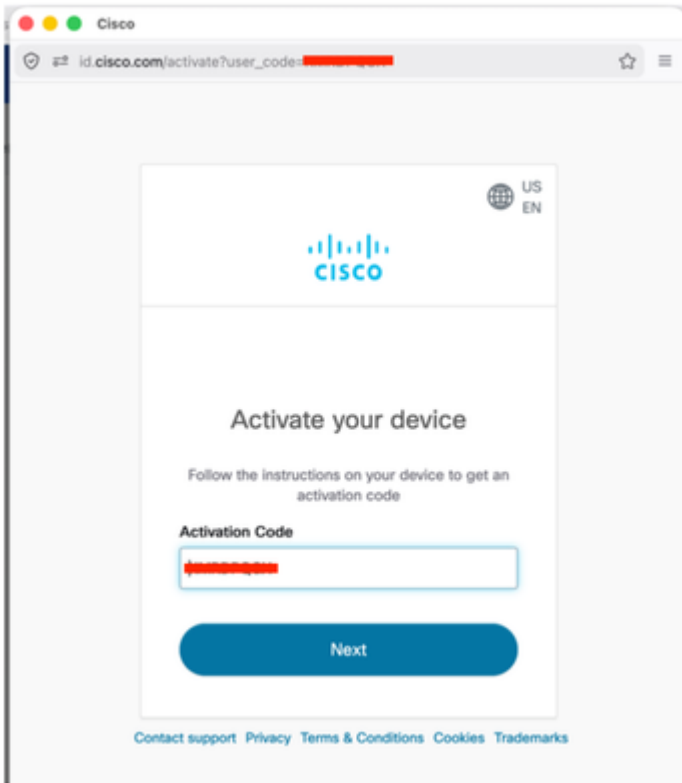 Cisco
id.cisco.com/activate?user_code=
US
EN
CISCO
Activate your device
Follow the instructions on your device to get an
activation code
Activation Code
Next
Contact support Privacy Terms & Conditions Cookies Trademarks